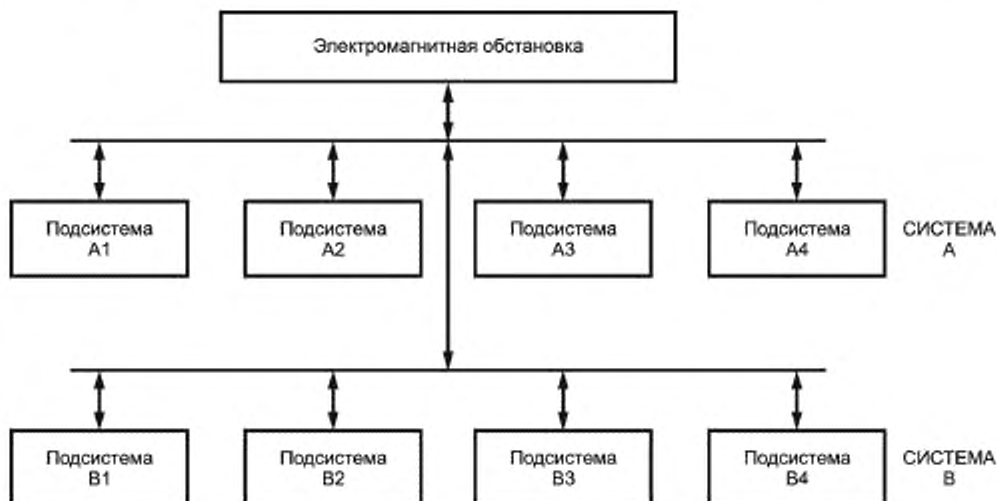 Электромагнитная обстановка
Подсистема
А1
Подсистема
А2
Подсистема
А3
Подсистема
А4
СИСТЕМА
А
Подсистема
В1
Подсистема
В2
Подсистема
В3
Подсистема
В4
СИСТЕМА
В